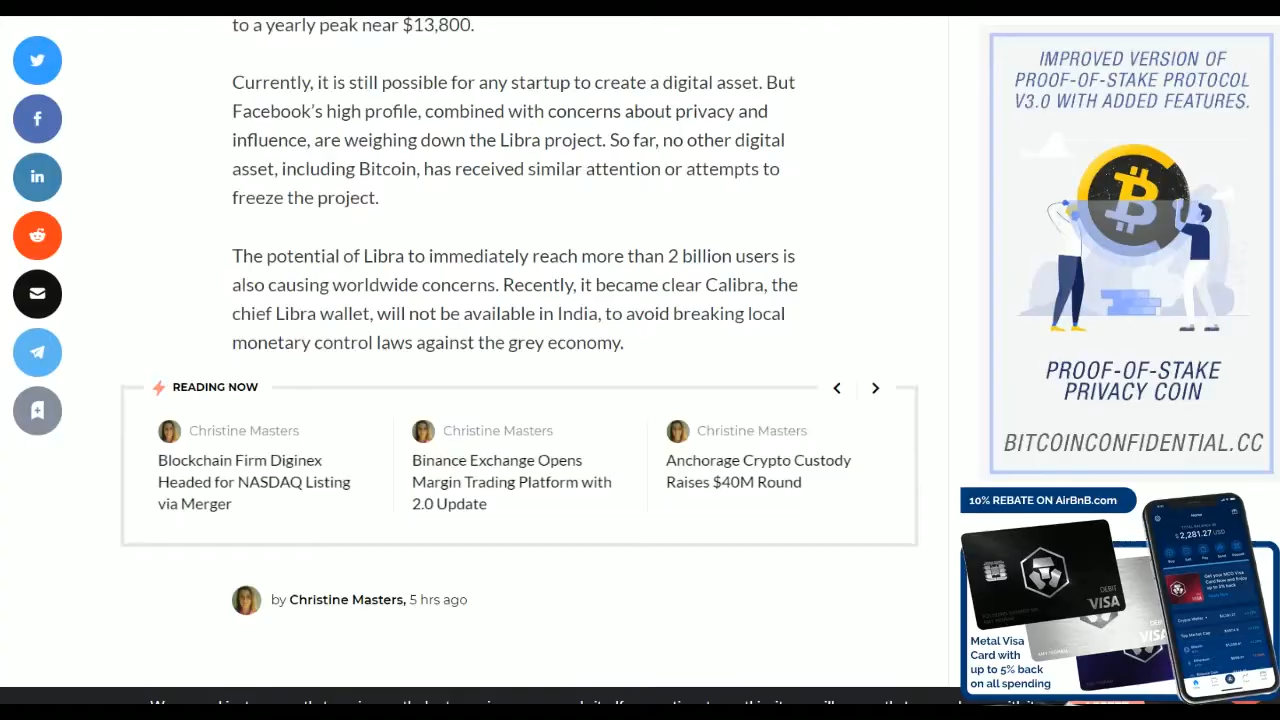 to a yearly peak near $13,800.
Currently, it is still possible for any startup to create a digital asset. But
Facebook's high profile, combined with concerns about privacy and
influence, are weighing down the Libra project. So far, no other digital
asset, including Bitcoin, has received similar attention or attempts to
freeze the project.
The potential of Libra to immediately reach more than 2 billion users is
also causing worldwide concerns. Recently, it became clear Calibra, the
chief Libra wallet, will not be available in India, to avoid breaking local
monetary control laws against the grey economy.
READING NOW
Christine Masters
Blockchain Firm Diginex
Headed for NASDAQ Listing
via Merger
Christine Masters
Binance Exchange Opens
Margin Trading Platform with
2.0 Update
Christine Masters
Anchorage Crypto Custody
Raises $40M Round
by Christine Masters, 5 hrs ago
IMPROVED VERSION OF
PROOF-OF-STAKE PROTOCOL
V3.0 WITH ADDED FEATURES.
PROOF-OF-STAKE
PRIVACY COIN
BITCOINCONFIDENTIAL.CC
10% REBATE ON AirBnB.com
DEBIT
VISA
Metal Visa
Card with
up to 5% back
on all spending
Home
$2,281.27 USD